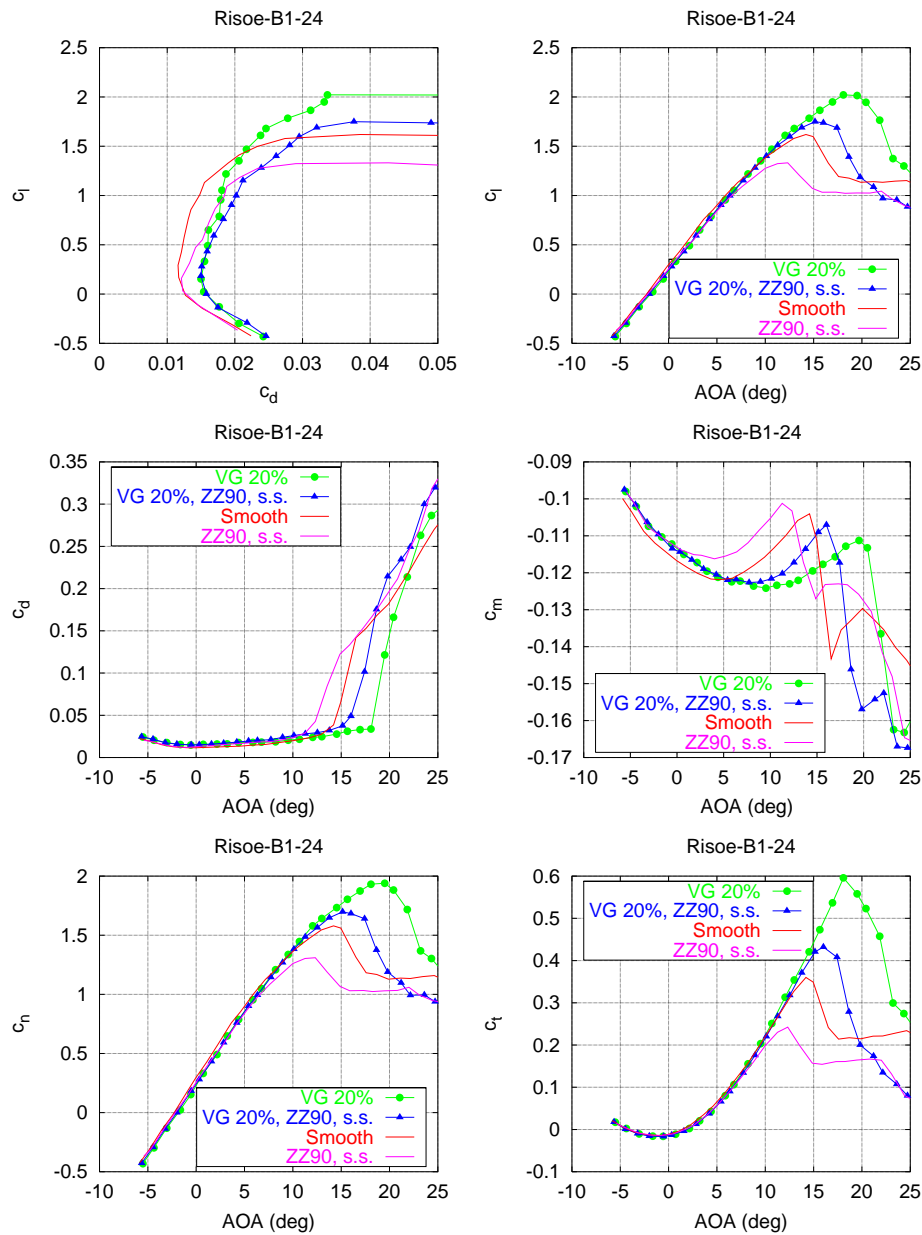 Risoe-B1-24
2.5
2
1.5
1
0.5
0
-0.5
0
0.01
0.02
0.03
0.04
0.05
c_l
c_d
Risoe-B1-24
2.5
2
1.5
1
0.5
0
-0.5
-10
-5
0
5
10
15
20
25
c_l
AOA (deg)
VG 20%
VG 20%, ZZ90, s.s.
Smooth
ZZ90, s.s.
Risoe-B1-24
0.35
0.3
0.25
0.2
0.15
0.1
0.05
0
-10
-5
0
5
10
15
20
25
c_d
AOA (deg)
VG 20%
VG 20%, ZZ90, s.s.
Smooth
ZZ90, s.s.
Risoe-B1-24
-0.09
-0.1
-0.11
-0.12
-0.13
-0.14
-0.15
-0.16
-0.17
-10
-5
0
5
10
15
20
25
c_m
AOA (deg)
VG 20%
VG 20%, ZZ90, s.s.
Smooth
ZZ90, s.s.
Risoe-B1-24
2
1.5
1
0.5
0
-0.5
-10
-5
0
5
10
15
20
25
c_n
AOA (deg)
VG 20%
VG 20%, ZZ90, s.s.
Smooth
ZZ90, s.s.
Risoe-B1-24
0.6
0.5
0.4
0.3
0.2
0.1
0
-0.1
-10
-5
0
5
10
15
20
25
c_t
AOA (deg)
VG 20%
VG 20%, ZZ90, s.s.
Smooth
ZZ90, s.s.